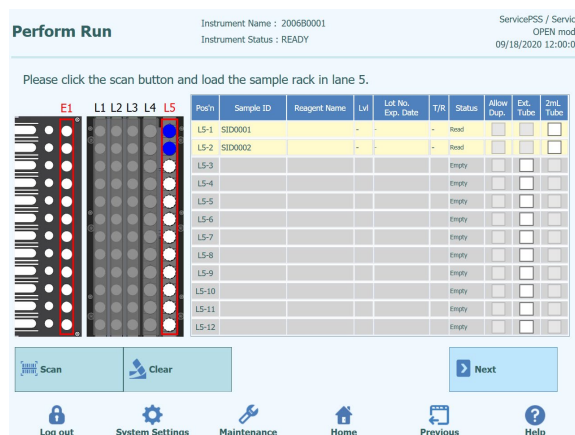 Perform Run
Instrument Name : 2006B0001
Instrument Status : READY
ServicePSS / Servic
OPEN mod
09/18/2020 12:00:0
Please click the scan button and load the sample rack in lane 5.
E1 L1 L2 L3 L4 L5
Pos'n Sample ID Reagent Name Lvl Lot No. Exp. Date T/R Status Allow Dup. Ext. Tube 2mL Tube
L5-1 SID0001 - - - Read
L5-2 SID0002 - - - Read
L5-3 Empty
L5-4 Empty
L5-5 Empty
L5-6 Empty
L5-7 Empty
L5-8 Empty
L5-9 Empty
L5-10 Empty
L5-11 Empty
L5-12 Empty
Scan
Clear
Next
Log out
System Settings
Maintenance
Home
Previous
Help